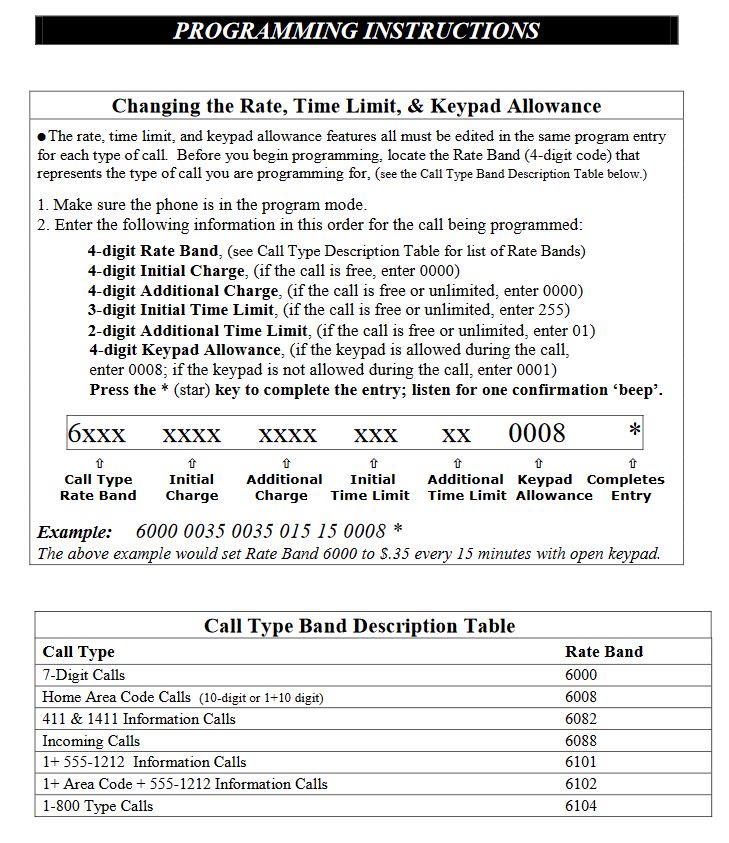 PROGRAMMING INSTRUCTIONS
Changing the Rate, Time Limit, & Keypad Allowance
●The rate, time limit, and keypad allowance features all must be edited in the same program entry
for each type of call. Before you begin programming, locate the Rate Band (4-digit code) that
represents the type of call you are programming for, (see the Call Type Band Description Table below.)
1. Make sure the phone is in the program mode.
2. Enter the following information in this order for the call being programmed:
4-digit Rate Band, (see Call Type Description Table for list of Rate Bands)
4-digit Initial Charge, (if the call is free, enter 0000)
4-digit Additional Charge, (if the call is free or unlimited, enter 0000)
3-digit Initial Time Limit, (if the call is free or unlimited, enter 255)
2-digit Additional Time Limit, (if the call is free or unlimited, enter 01)
4-digit Keypad Allowance, (if the keypad is allowed during the call,
enter 0008; if the keypad is not allowed during the call, enter 0001)
Press the * (star) key to complete the entry; listen for one confirmation ‘beep’.
6xxx xxxx xxxx xxx xx 0008 *
⇧ ⇧ ⇧ ⇧ ⇧ ⇧ ⇧
Call Type Initial Additional Initial Additional Keypad Completes
Rate Band Charge Charge Time Limit Time Limit Allowance Entry
Example: 6000 0035 0035 015 15 0008 *
The above example would set Rate Band 6000 to $.35 every 15 minutes with open keypad.
Call Type Band Description Table
Call Type Rate Band
7-Digit Calls 6000
Home Area Code Calls (10-digit or 1+10 digit) 6008
411 & 1411 Information Calls 6082
Incoming Calls 6088
1+ 555-1212 Information Calls 6101
1+ Area Code + 555-1212 Information Calls 6102
1-800 Type Calls 6104